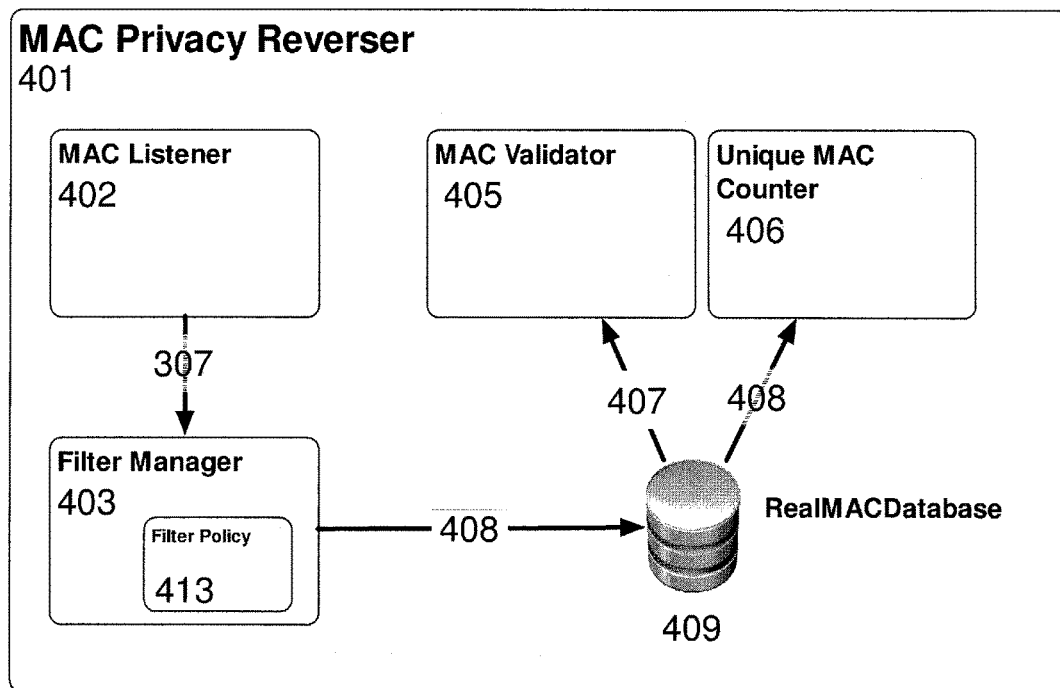 MAC Privacy Reverser
401
MAC Listener
402
MAC Validator
405
Unique MAC
Counter
406
307
407
408
Filter Manager
403
Filter Policy
413
408
RealMACDatabase
409